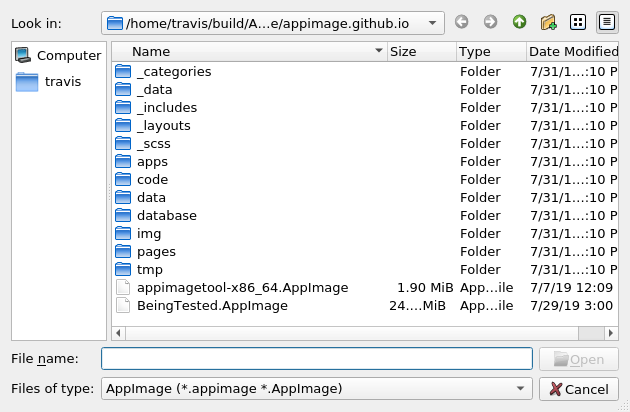 Look in: /home/travis/build/A...e/appimage.github.io
Computer
travis
Name Size Type Date Modified
_categories Folder 7/31/1...:10 P
_data Folder 7/31/1...:10 P
_includes Folder 7/31/1...:10 P
_layouts Folder 7/31/1...:10 P
_scss Folder 7/31/1...:10 P
apps Folder 7/31/1...:10 P
code Folder 7/31/1...:10 P
data Folder 7/31/1...:10 P
database Folder 7/31/1...:10 P
img Folder 7/31/1...:10 P
pages Folder 7/31/1...:10 P
tmp Folder 7/31/1...:10 P
appimagetool-x86_64.AppImage 1.90 MiB App...ile 7/7/19 12:09
BeingTested.AppImage 24....MiB App...ile 7/29/19 3:00
File name: Open
Files of type: AppImage (*.appimage *.AppImage) Cancel